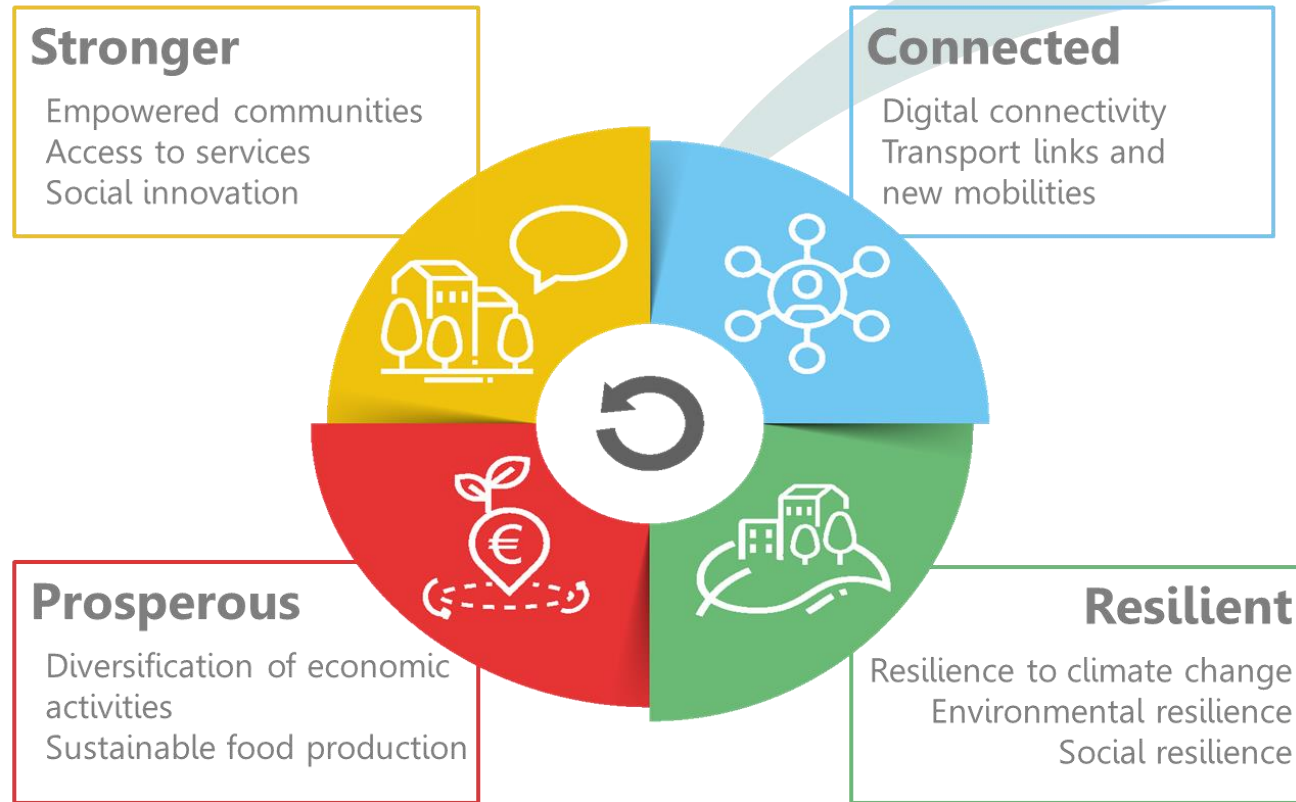 Stronger
Empowered communities
Access to services
Social innovation
Connected
Digital connectivity
Transport links and
new mobilities
€
Prosperous
Diversification of economic
activities
Sustainable food production
Resilient
Resilience to climate change
Environmental resilience
Social resilience